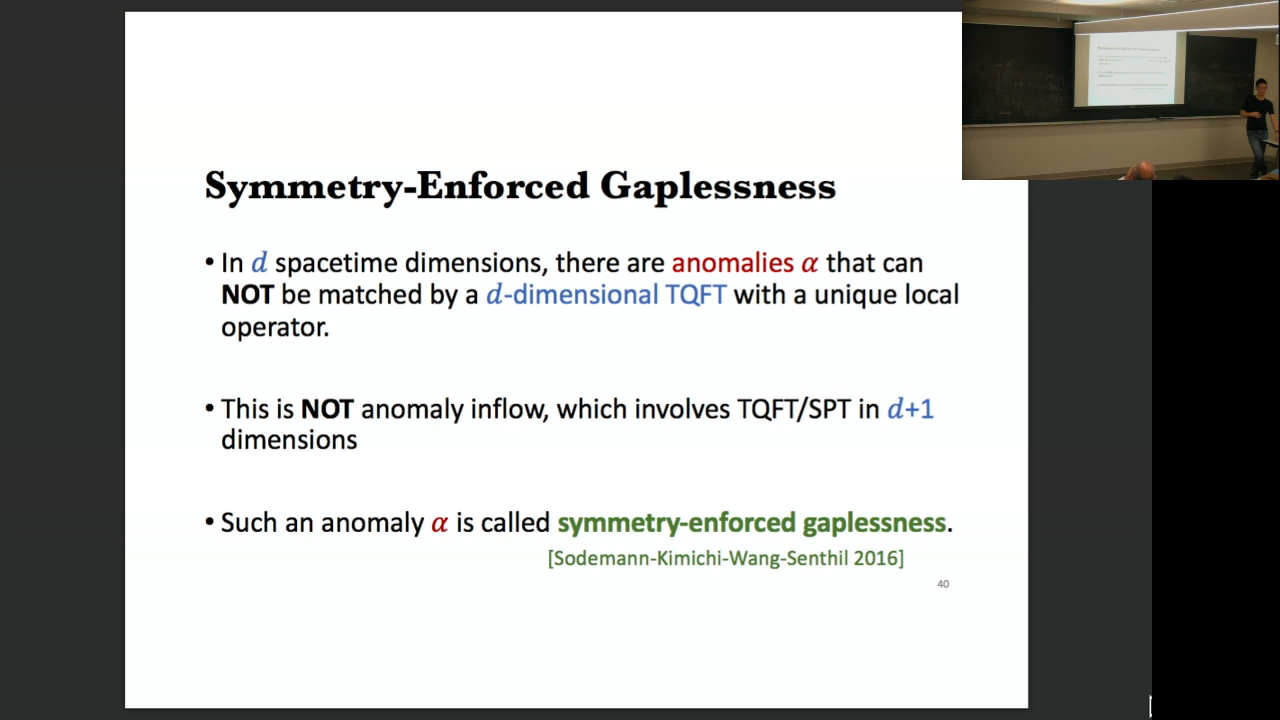 Symmetry-Enforced Gaplessness
• In d spacetime dimensions, there are anomalies α that can
NOT be matched by a d-dimensional TQFT with a unique local
operator.
• This is NOT anomaly inflow, which involves TQFT/SPT in d+1
dimensions
• Such an anomaly α is called symmetry-enforced gaplessness.
[Sodemann-Kimichi-Wang-Senthil 2016]
40